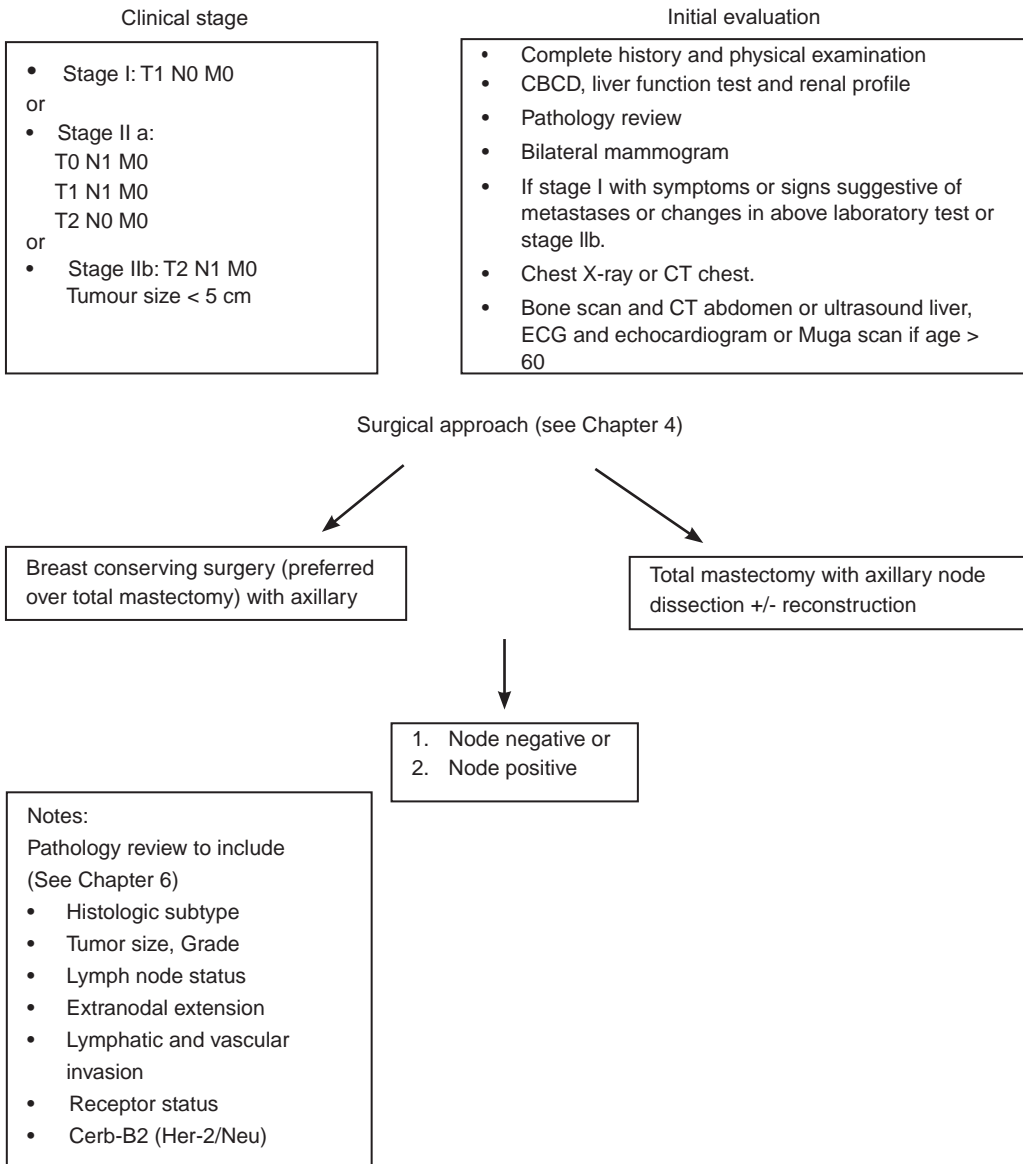 Clinical stage
• Stage I: T1 N0 M0
or
• Stage II a:
T0 N1 M0
T1 N1 M0
T2 N0 M0
or
• Stage IIb: T2 N1 M0
Tumour size < 5 cm
Initial evaluation
• Complete history and physical examination
• CBCD, liver function test and renal profile
• Pathology review
• Bilateral mammogram
• If stage I with symptoms or signs suggestive of
metastases or changes in above laboratory test or
stage llb.
• Chest X-ray or CT chest.
• Bone scan and CT abdomen or ultrasound liver,
ECG and echocardiogram or Muga scan if age >
60
Surgical approach (see Chapter 4)
Breast conserving surgery (preferred
over total mastectomy) with axillary
Total mastectomy with axillary node
dissection +/- reconstruction
1. Node negative or
2. Node positive
Notes:
Pathology review to include
(See Chapter 6)
• Histologic subtype
• Tumor size, Grade
• Lymph node status
• Extranodal extension
• Lymphatic and vascular
invasion
• Receptor status
• Cerb-B2 (Her-2/Neu)